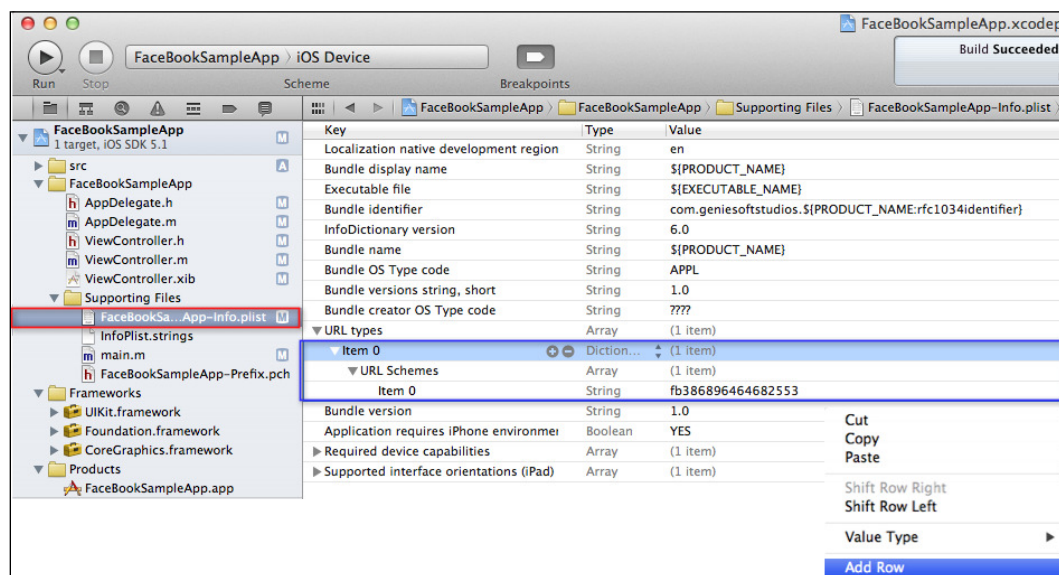 FaceBookSampleApp.xcodep
FaceBookSampleApp iOS Device
Build Succeeded
Run Stop Scheme Breakpoints
FaceBookSampleApp FaceBookSampleApp Supporting Files FaceBookSampleApp-Info.plist
FaceBookSampleApp M
1 target, iOS SDK 5.1
src A
FaceBookSampleApp
h AppDelegate.h M
m AppDelegate.m M
h ViewController.h M
m ViewController.m M
ViewController.xib M
Supporting Files
FaceBookSa...App-Info.plist M
InfoPlist.strings
m main.m M
h FaceBookSampleApp-Prefix.pch
Frameworks
UIKit.framework
Foundation.framework
CoreGraphics.framework
Products
FaceBookSampleApp.app
Key Type Value
Localization native development region String en
Bundle display name String ${PRODUCT_NAME}
Executable file String ${EXECUTABLE_NAME}
Bundle identifier String com.geniesoftstudios.${PRODUCT_NAME:rfc1034identifier}
InfoDictionary version String 6.0
Bundle name String ${PRODUCT_NAME}
Bundle OS Type code String APPL
Bundle versions string, short String 1.0
Bundle creator OS Type code String ????
URL types Array (1 item)
Item 0 Diction... (1 item)
URL Schemes Array (1 item)
Item 0 String fb386896464682553
Bundle version String 1.0
Application requires iPhone environmen Boolean YES
Required device capabilities Array (1 item)
Supported interface orientations (iPad) Array (1 item)
Cut
Copy
Paste
Shift Row Right
Shift Row Left
Value Type
Add Row